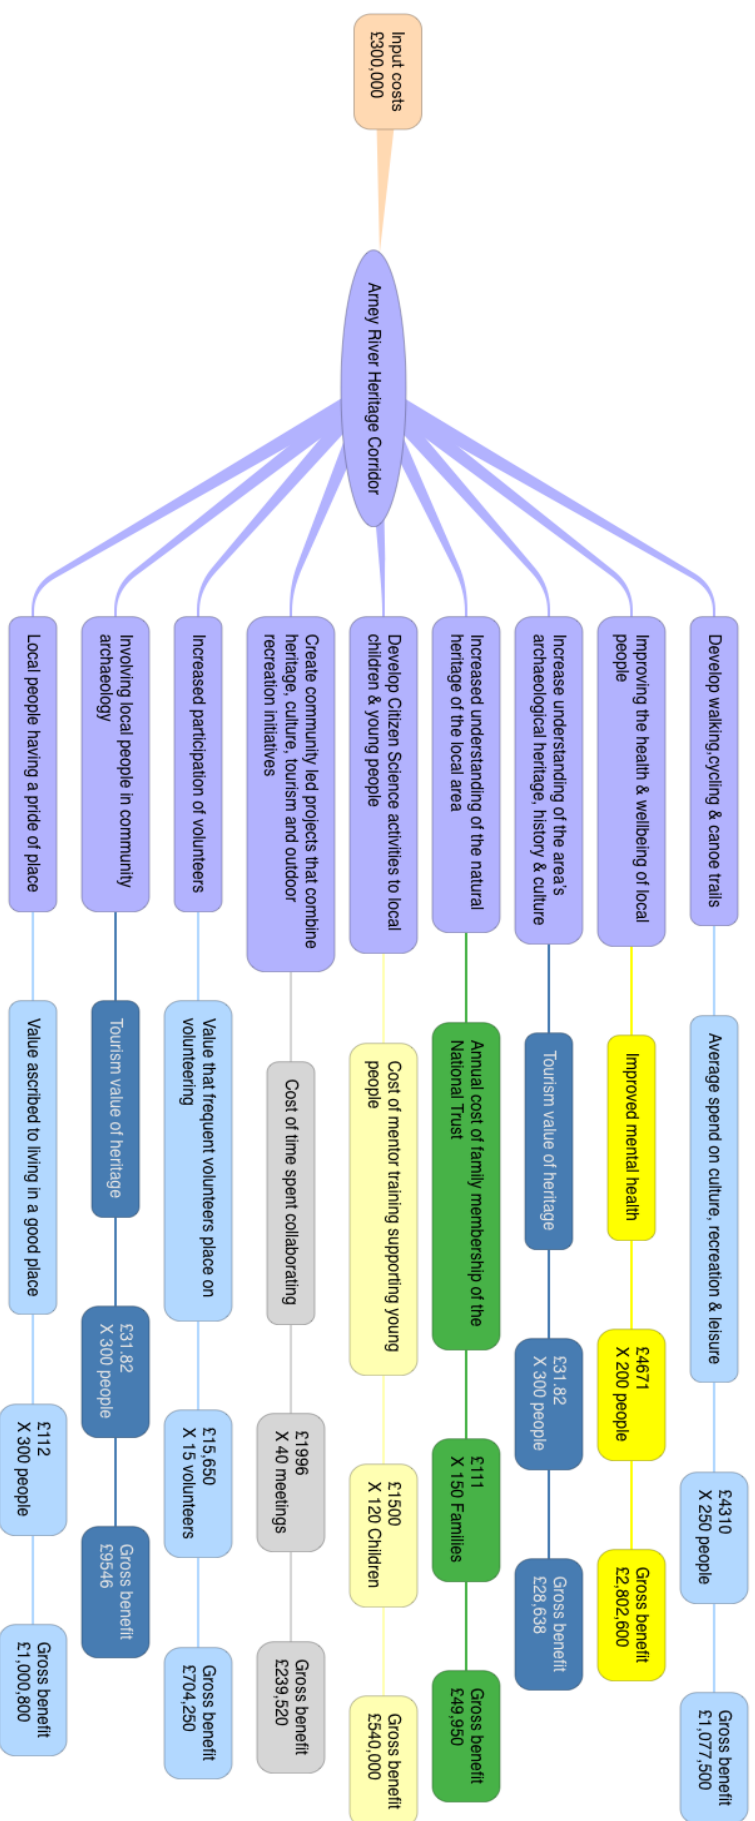 Input costs
£300,000
Arney River Heritage Corridor
Develop walking,cycling & canoe trails
Average spend on culture, recreation & leisure
£4310
X 250 people
Gross benefit
£1,077,500
Improving the health & wellbeing of local
people
Improved mental health
£4671
X 200 people
Gross benefit
£2,802,600
Increase understanding of the area's
archaeological heritage, history & culture
Tourism value of heritage
£31.82
X 300 people
Gross benefit
£28,638
Increased understanding of the natural
heritage of the local area
Annual cost of family membership of the
National Trust
£111
X 150 Families
Gross benefit
£49,950
Develop Citizen Science activities to local
children & young people
Cost of mentor training supporting young
people
£1500
X 120 Children
Gross benefit
£540,000
Create community led projects that combine
heritage, culture, tourism and outdoor
recreation initiatives
Cost of time spent collaborating
£1996
X 40 meetings
Gross benefit
£239,520
Increased participation of volunteers
Value that frequent volunteers place on
volunteering
£15,650
X 15 volunteers
Gross benefit
£704,250
Involving local people in community
archaeology
Tourism value of heritage
£31.82
X 300 people
Gross benefit
£9546
Local people having a pride of place
Value ascribed to living in a good place
£112
X 300 people
Gross benefit
£1,000,800